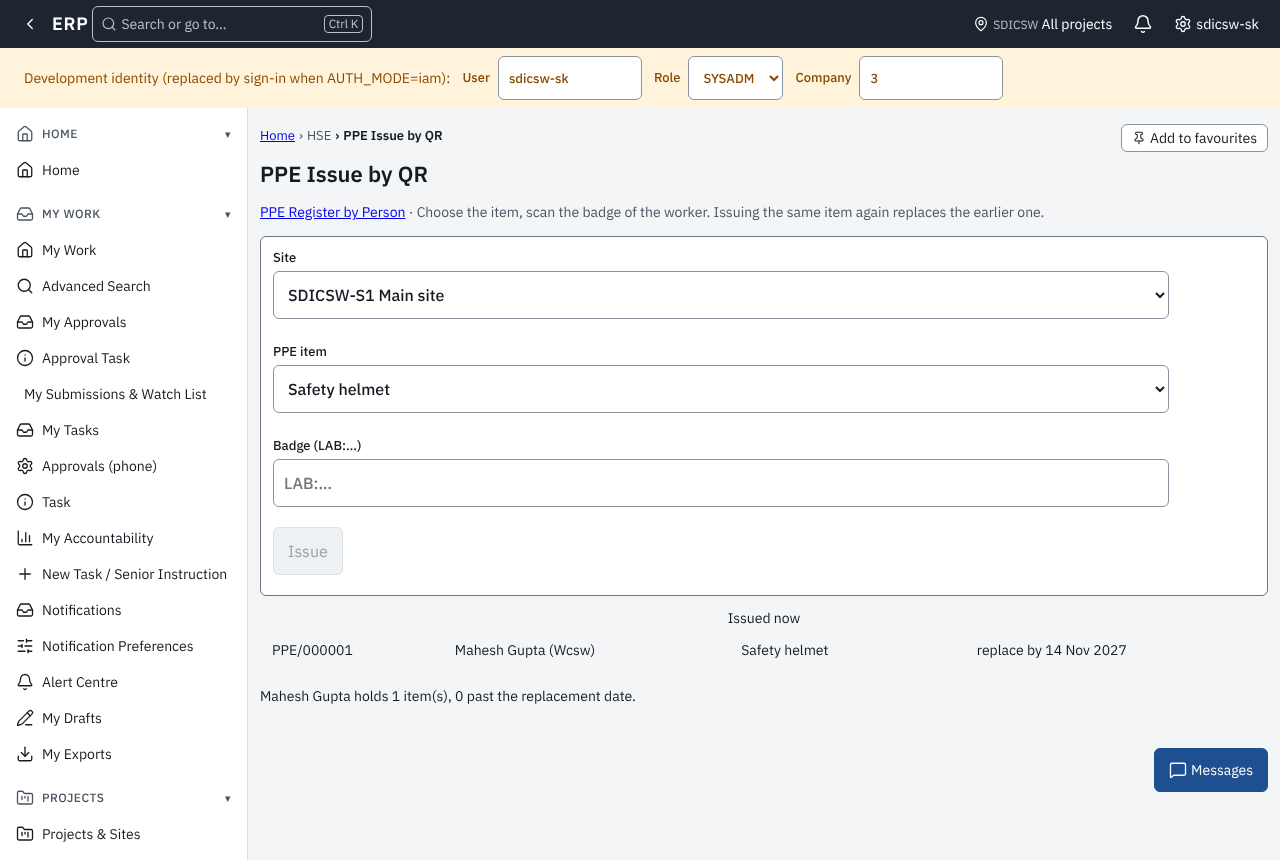 ERP
Search or go to...
Ctrl K
SDICSW All projects
sdicsw-sk
Development identity (replaced by sign-in when AUTH_MODE=iam):
User
sdicsw-sk
Role
SYSADM
Company
3
HOME
Home
MY WORK
My Work
Advanced Search
My Approvals
Approval Task
My Submissions & Watch List
My Tasks
Approvals (phone)
Task
My Accountability
New Task / Senior Instruction
Notifications
Notification Preferences
Alert Centre
My Drafts
My Exports
PROJECTS
Projects & Sites
Home › HSE › PPE Issue by QR
Add to favourites
PPE Issue by QR
PPE Register by Person · Choose the item, scan the badge of the worker. Issuing the same item again replaces the earlier one.
Site
SDICSW-S1 Main site
PPE item
Safety helmet
Badge (LAB:...)
LAB:...
Issue
Issued now
PPE/000001 Mahesh Gupta (Wcsw) Safety helmet replace by 14 Nov 2027
Mahesh Gupta holds 1 item(s), 0 past the replacement date.
Messages